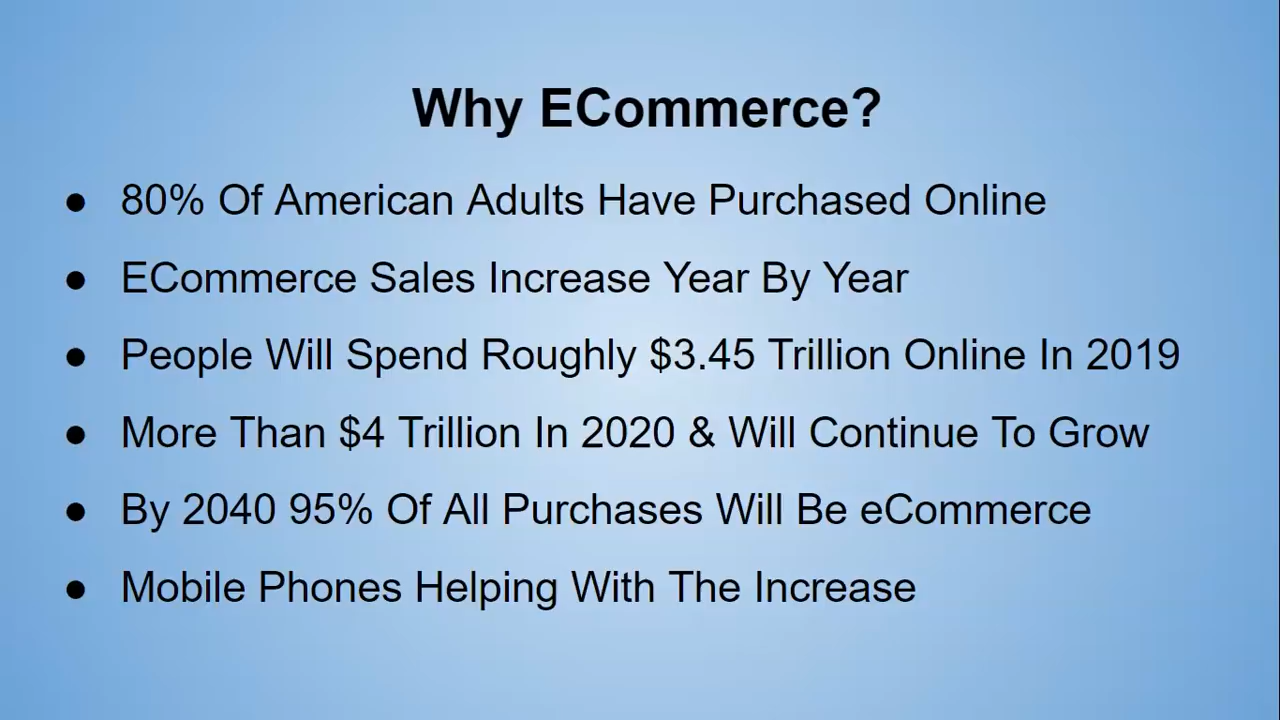 Why ECommerce?
● 80% Of American Adults Have Purchased Online
● ECommerce Sales Increase Year By Year
● People Will Spend Roughly $3.45 Trillion Online In 2019
● More Than $4 Trillion In 2020 & Will Continue To Grow
● By 2040 95% Of All Purchases Will Be eCommerce
● Mobile Phones Helping With The Increase